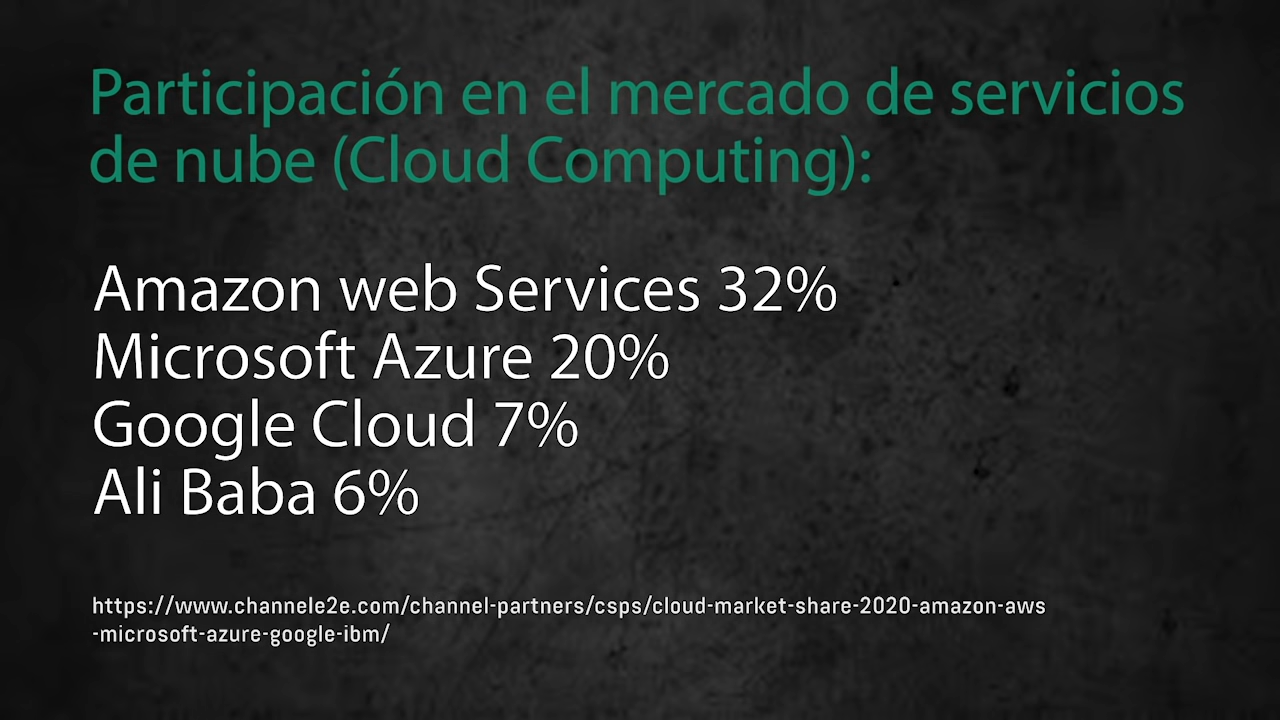 Participación en el mercado de servicios
de nube (Cloud Computing):
Amazon web Services 32%
Microsoft Azure 20%
Google Cloud 7%
Ali Baba 6%
https://www.channele2e.com/channel-partners/csps/cloud-market-share-2020-amazon-aws
-microsoft-azure-google-ibm/